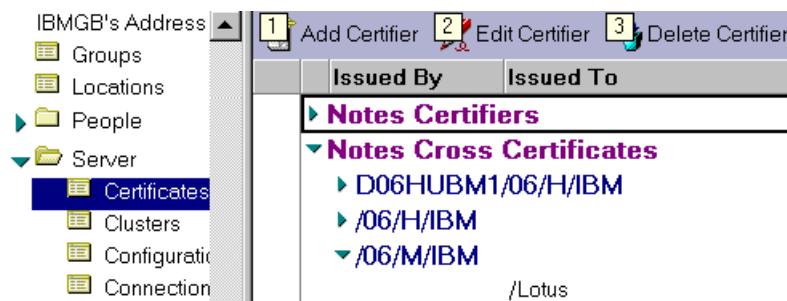 IBMGB's Address
Groups
Locations
People
Server
Certificates
Clusters
Connection
1 Add Certifier 2 Edit Certifier 3 Delete Certifier
Issued By Issued To
Notes Certifiers
Notes Cross Certificates
D06HUBM1/06/H/IBM
/06/H/IBM
/06/M/IBM
/Lotus